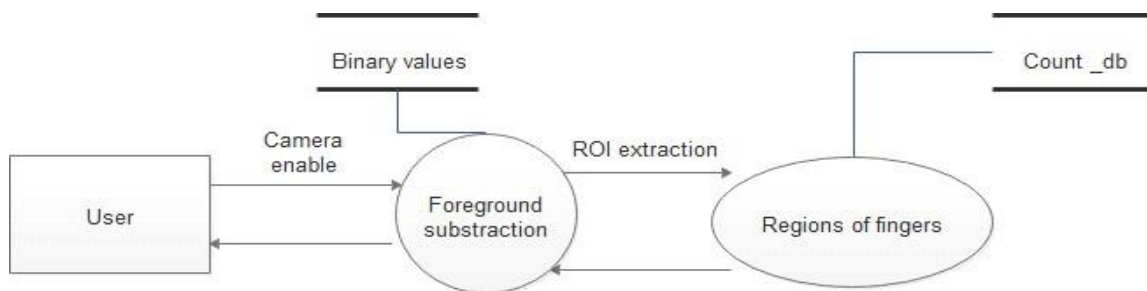 Binary values
Count _db
Camera
enable
ROI extraction
User
Foreground
substraction
Regions of fingers